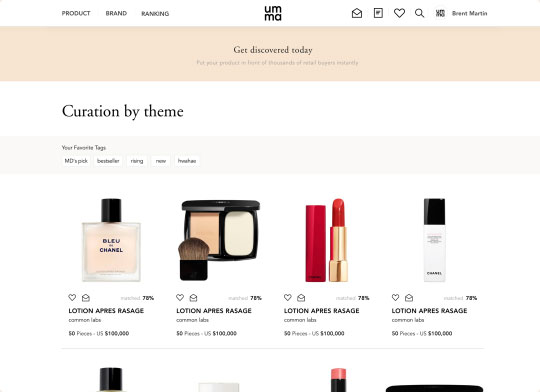 PRODUCT BRAND RANKING
um
ma
Brent Martin
Get discovered today
Put your product in front of thousands of retail buyers instantly
Curation by theme
Your Favorite Tags
MD's pick bestseller rising new hwahae
BLEU
DE
CHANEL
CHANEL
matched 78% matched 78% matched 78% matched 78%
LOTION APRES RASAGE LOTION APRES RASAGE LOTION APRES RASAGE LOTION APRES RASAGE
common labs common labs common labs common labs
50 Pieces - US $100,000 50 Pieces - US $100,000 50 Pieces - US $100,000 50 Pieces - US $100,000